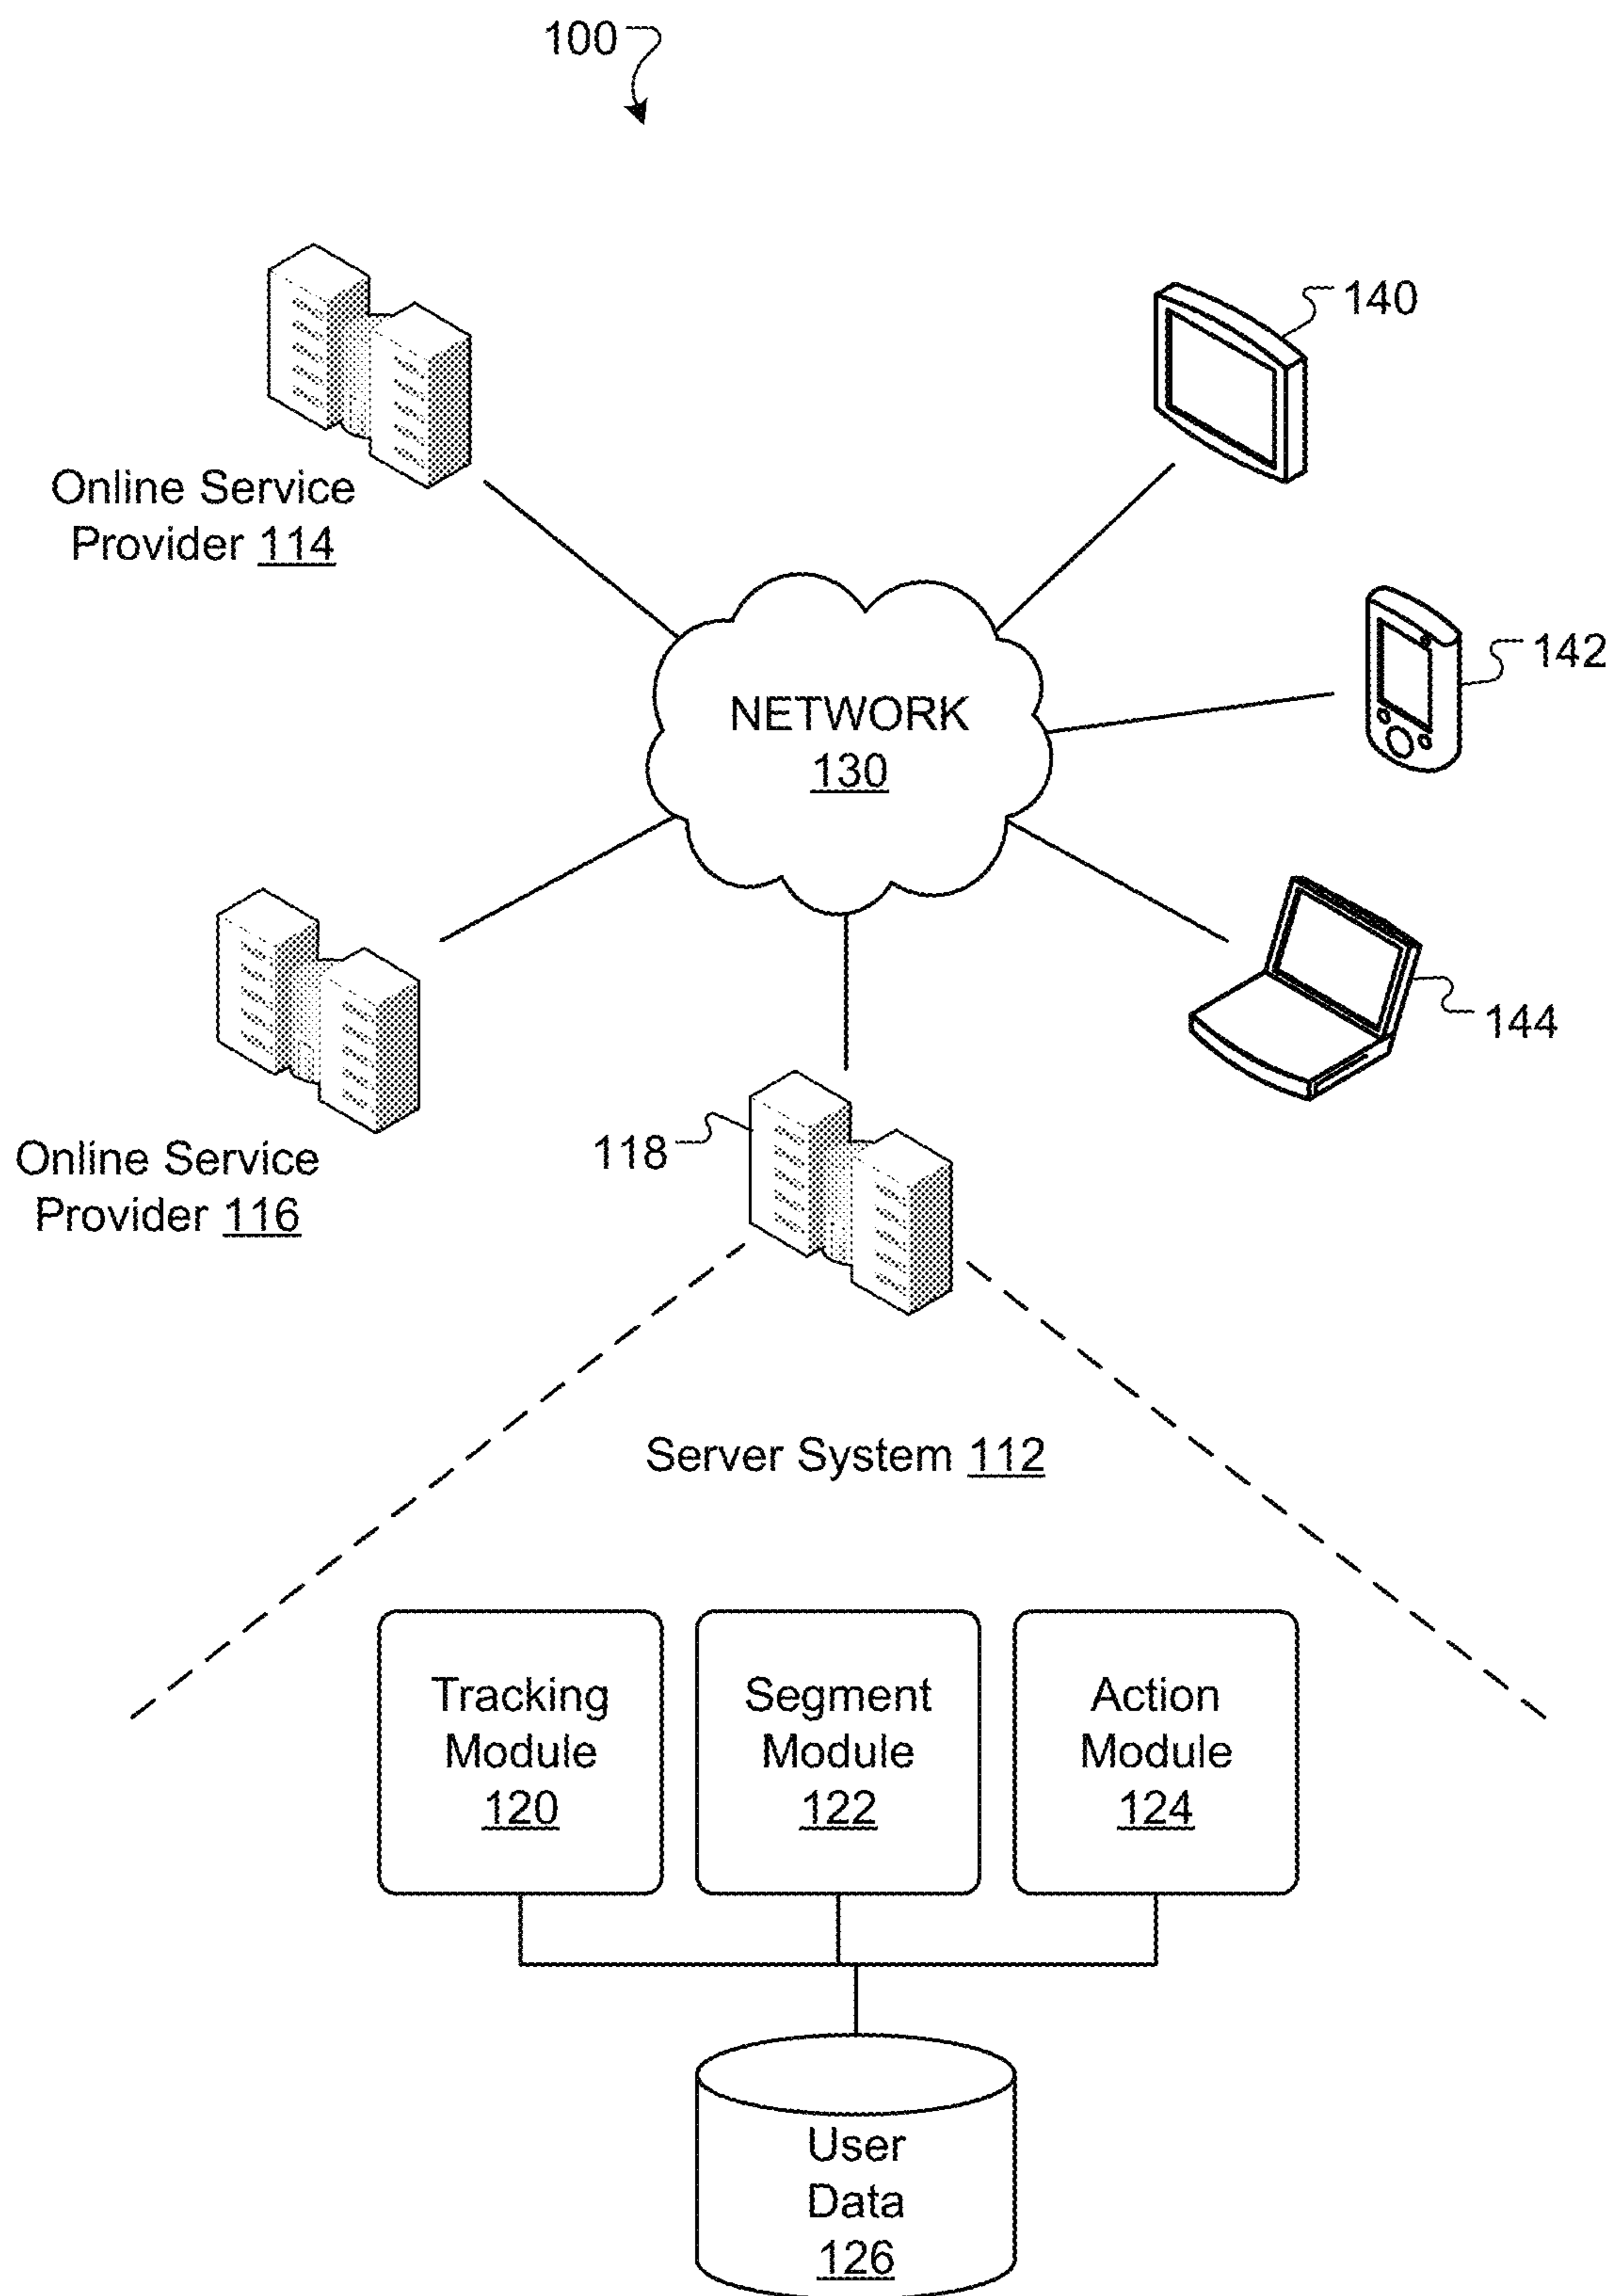 100
Online Service
Provider 114
140
142
NETWORK
130
144
Online Service
Provider 116
118
Server System 112
Tracking
Module
120
Segment
Module
122
Action
Module
124
User
Data
126